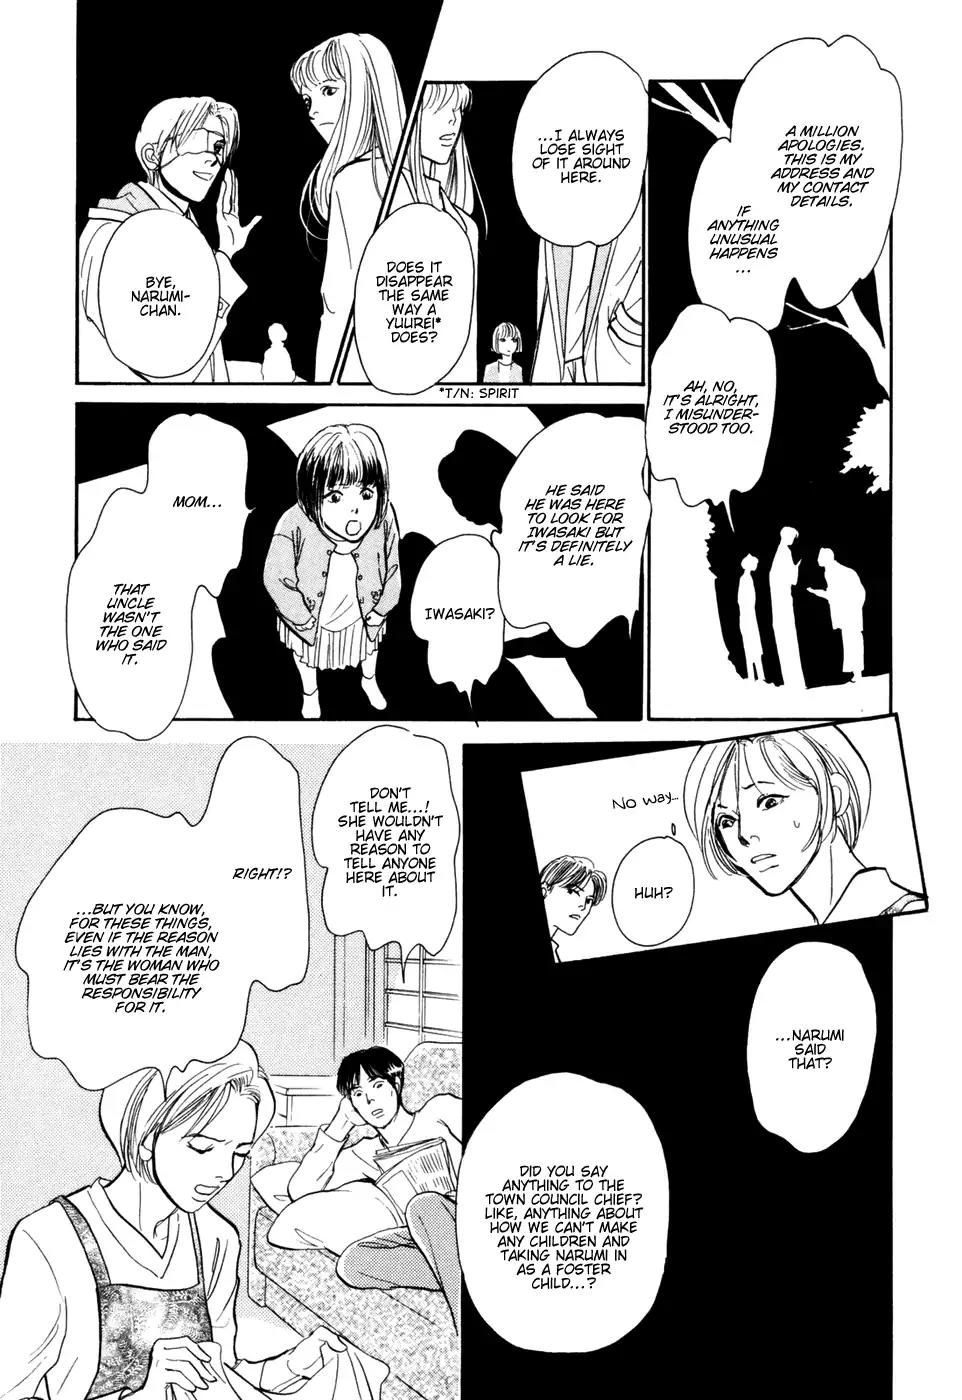 A MILLION
APOLOGIES.
THIS IS MY
ADDRESS AND
MY CONTACT
DETAILS.
IF
ANYTHING
UNUSUAL
HAPPENS
...
AH, NO,
IT'S ALRIGHT,
I MISUNDER-
STOOD TOO.
...I ALWAYS
LOSE SIGHT
OF IT AROUND
HERE.
DOES IT
DISAPPEAR
THE SAME
WAY A
YUUREI*
DOES?
*T/N: SPIRIT
BYE,
NARUMI-
CHAN.
HE SAID
HE WAS HERE
TO LOOK FOR
IWASAKI BUT
IT'S DEFINITELY
A LIE.
IWASAKI?
MOM...
THAT
UNCLE
WASN'T
THE ONE
WHO SAID
IT.
No way...
HUH?
...NARUMI
SAID
THAT?
DID YOU SAY
ANYTHING TO THE
TOWN COUNCIL CHIEF?
LIKE, ANYTHING ABOUT
HOW WE CAN'T MAKE
ANY CHILDREN AND
TAKING NARUMI IN
AS A FOSTER
CHILD...?
DON'T
TELL ME...!
SHE WOULDN'T
HAVE ANY
REASON TO
TELL ANYONE
HERE ABOUT
IT.
RIGHT!?
...BUT YOU KNOW,
FOR THESE THINGS,
EVEN IF THE REASON
LIES WITH THE MAN,
IT'S THE WOMAN WHO
MUST BEAR THE
RESPONSIBILITY
FOR IT.